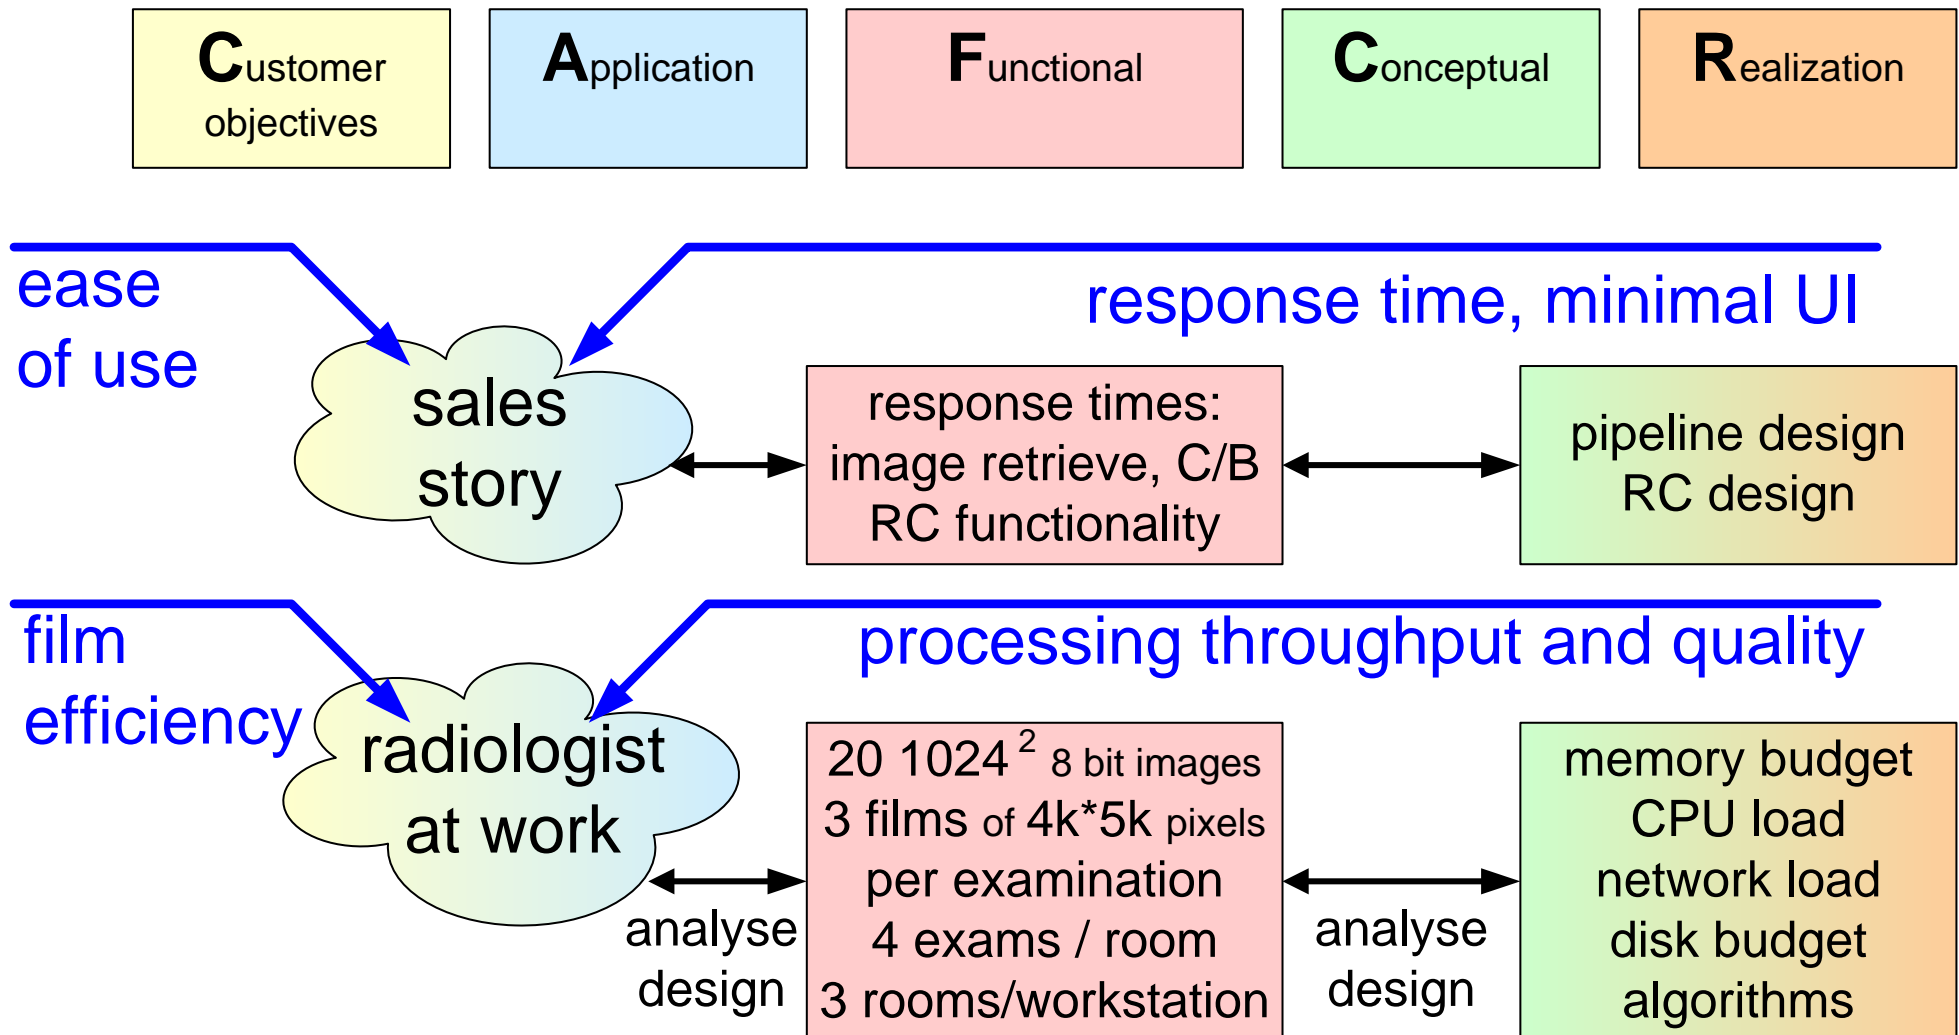 Customer
objectives
Application
Functional
Conceptual
Realization
ease
of use
response time, minimal UI
sales
story
response times:
image retrieve, C/B
RC functionality
pipeline design
RC design
film
efficiency
processing throughput and quality
radiologist
at work
analyse
design
20 1024² 8 bit images
3 films of 4k*5k pixels
per examination
4 exams / room
3 rooms/workstation
analyse
design
memory budget
CPU load
network load
disk budget
algorithms